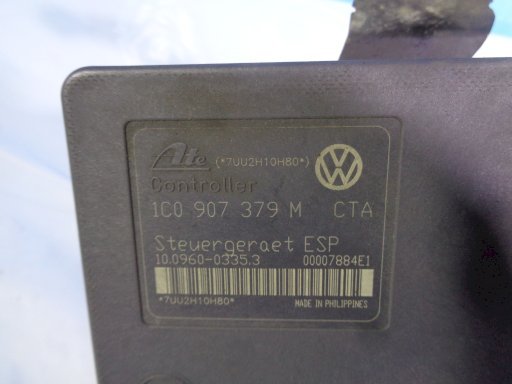 Ate (*7UU2H10H80*)
Controller
1C0 907 379 M CTA
Steuergeraet ESP
10.0960-0335.3 00007884E1
*7UU2H10H80* MADE IN PHILIPPINES